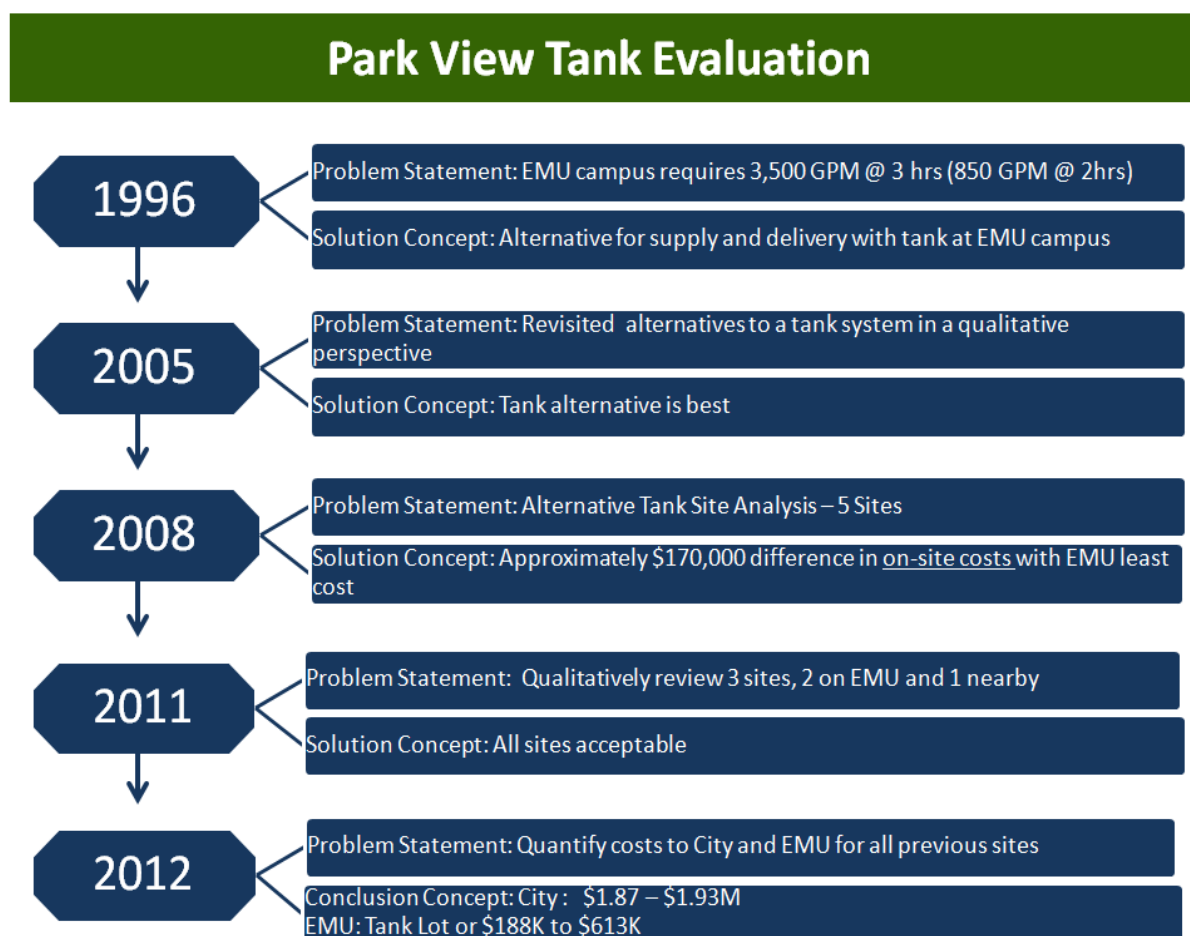 Park View Tank Evaluation
1996
Problem Statement: EMU campus requires 3,500 GPM @ 3 hrs (850 GPM @ 2hrs)
Solution Concept: Alternative for supply and delivery with tank at EMU campus
2005
Problem Statement: Revisited alternatives to a tank system in a qualitative
perspective
Solution Concept: Tank alternative is best
2008
Problem Statement: Alternative Tank Site Analysis – 5 Sites
Solution Concept: Approximately $170,000 difference in on-site costs with EMU least
cost
2011
Problem Statement: Qualitatively review 3 sites, 2 on EMU and 1 nearby
Solution Concept: All sites acceptable
2012
Problem Statement: Quantify costs to City and EMU for all previous sites
Conclusion Concept: City : $1.87 – $1.93M
EMU: Tank Lot or $188K to $613K